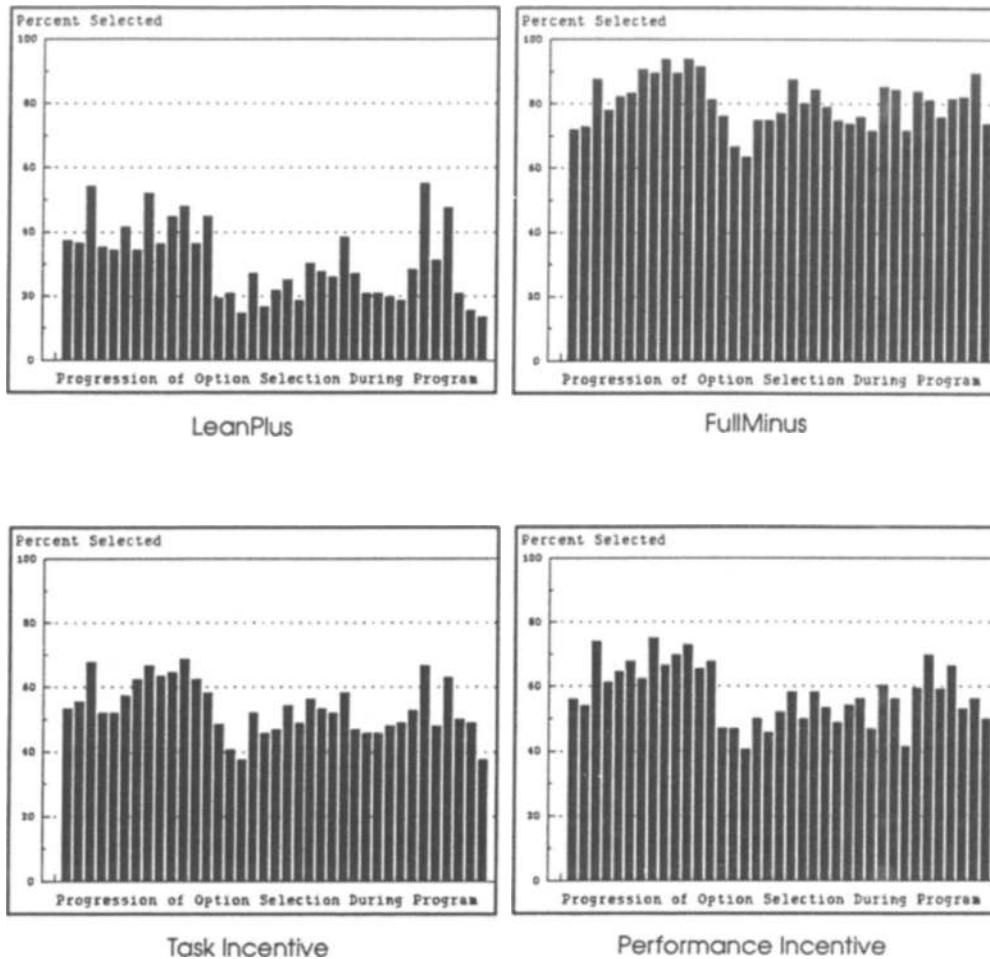 Percent Selected
100
80
60
40
20
0
Progression of Option Selection During Program
LeanPlus
Percent Selected
100
80
60
40
20
0
Progression of Option Selection During Program
FullMinus
Percent Selected
100
80
60
40
20
0
Progression of Option Selection During Program
Task Incentive
Percent Selected
100
80
60
40
20
0
Progression of Option Selection During Program
Performance Incentive